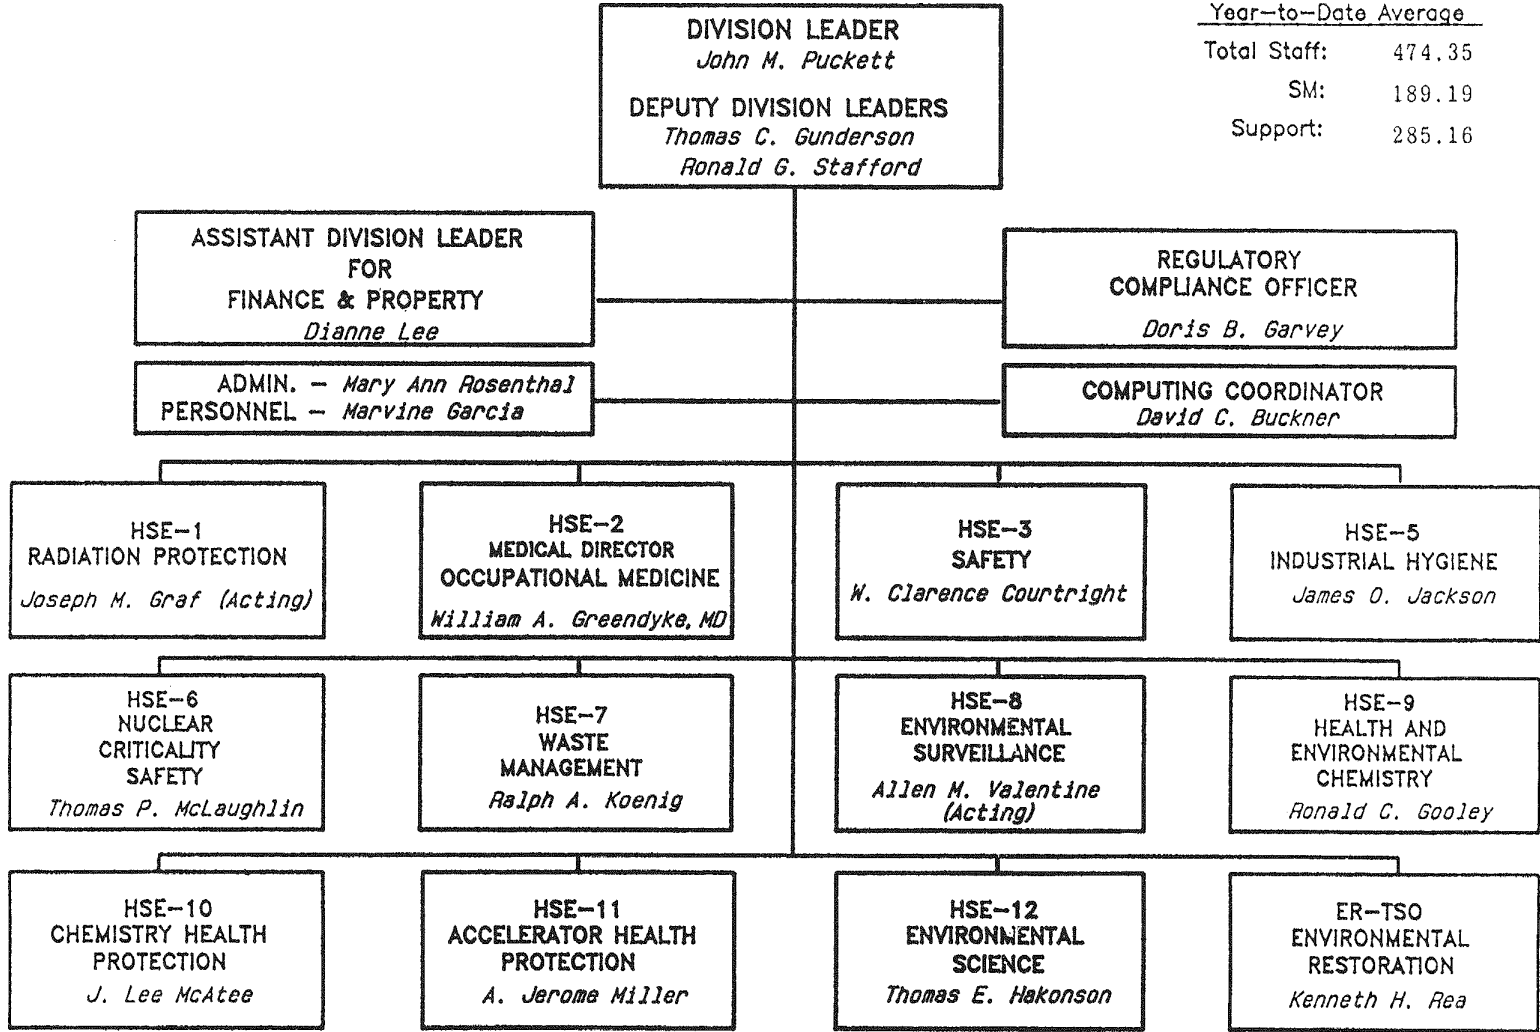 DIVISION LEADER
John M. Puckett
DEPUTY DIVISION LEADERS
Thomas C. Gunderson
Ronald G. Stafford
Year-to-Date Average
Total Staff: 474.35
SM: 189.19
Support: 285.16
ASSISTANT DIVISION LEADER
FOR
FINANCE & PROPERTY
Dianne Lee
REGULATORY
COMPLIANCE OFFICER
Doris B. Garvey
ADMIN. - Mary Ann Rosenthal
PERSONNEL - Marvine Garcia
COMPUTING COORDINATOR
David C. Buckner
HSE-1
RADIATION PROTECTION
Joseph M. Graf (Acting)
HSE-2
MEDICAL DIRECTOR
OCCUPATIONAL MEDICINE
William A. Greendyke, MD
HSE-3
SAFETY
W. Clarence Courtright
HSE-5
INDUSTRIAL HYGIENE
James O. Jackson
HSE-6
NUCLEAR
CRITICALITY
SAFETY
Thomas P. McLaughlin
HSE-7
WASTE
MANAGEMENT
Ralph A. Koenig
HSE-8
ENVIRONMENTAL
SURVEILLANCE
Allen M. Valentine
(Acting)
HSE-9
HEALTH AND
ENVIRONMENTAL
CHEMISTRY
Ronald C. Gooley
HSE-10
CHEMISTRY HEALTH
PROTECTION
J. Lee McAtee
HSE-11
ACCELERATOR HEALTH
PROTECTION
A. Jerome Miller
HSE-12
ENVIRONMENTAL
SCIENCE
Thomas E. Hakonson
ER-TSO
ENVIRONMENTAL
RESTORATION
Kenneth H. Rea